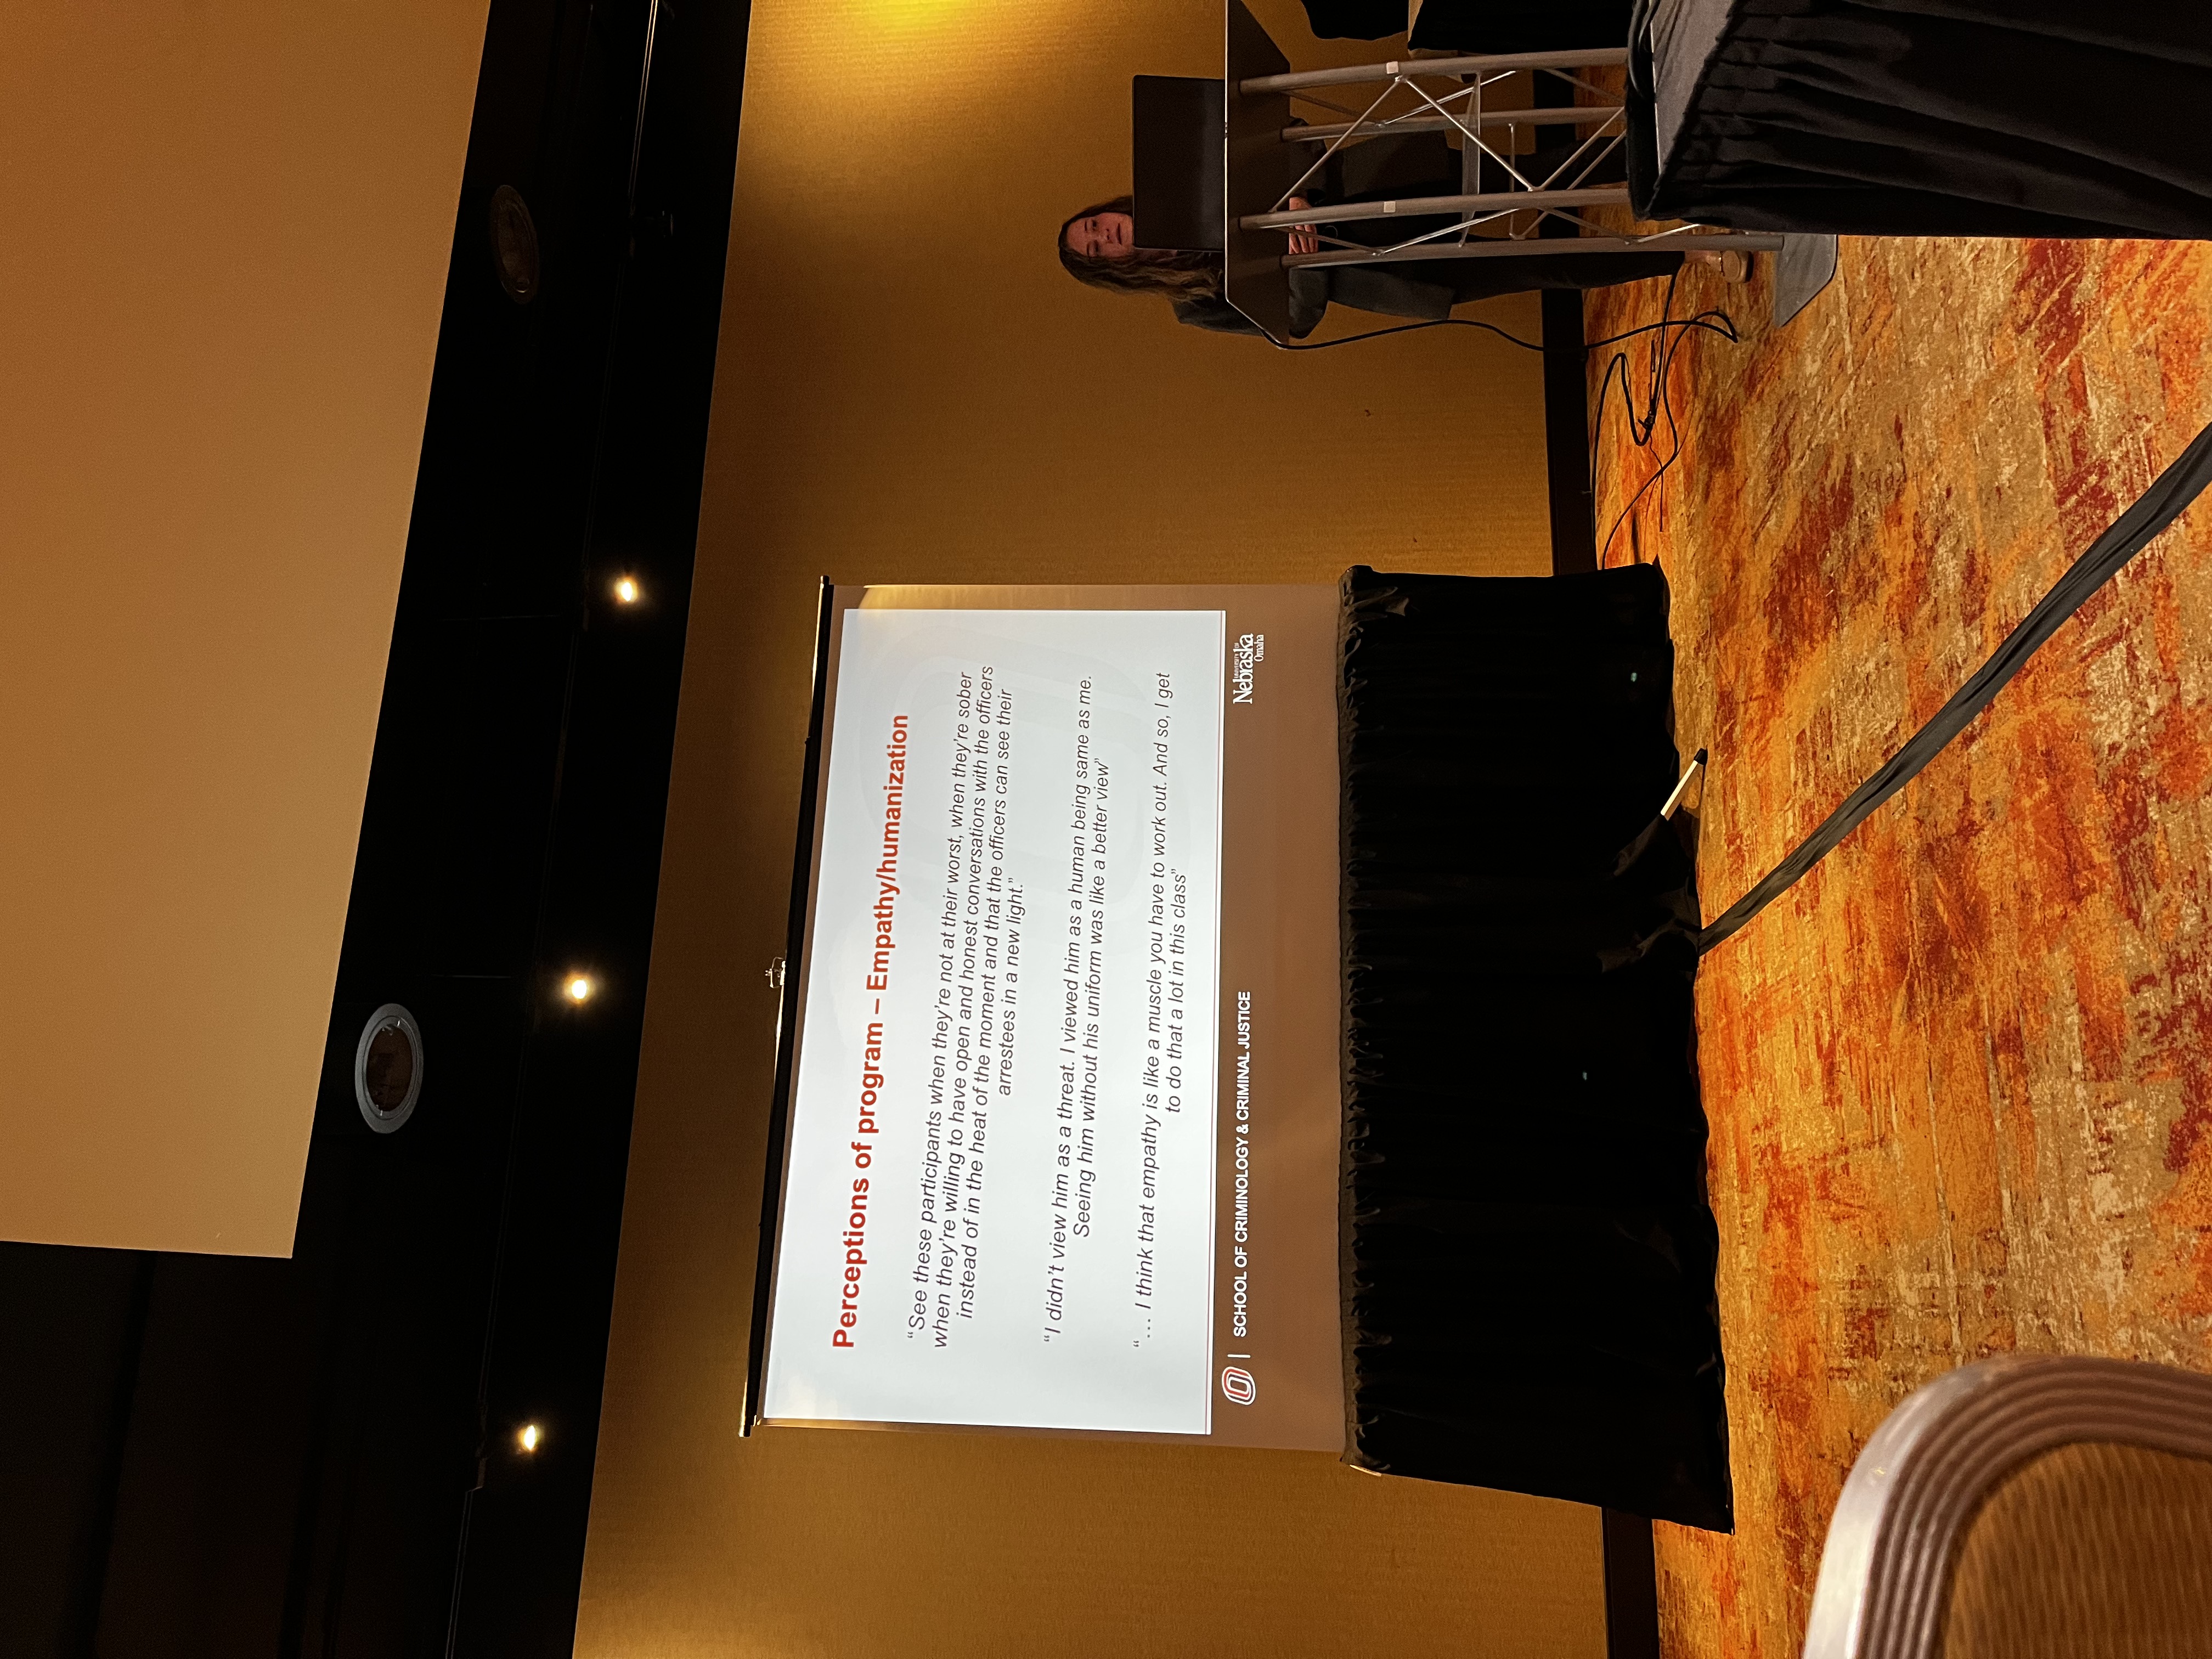 Perceptions of program – Empathy/humanization
“See these participants when they’re not at their worst, when they’re sober
when they’re willing to have open and honest conversations with the officers
instead of in the heat of the moment and that the officers can see their
arrestees in a new light.”
“I didn’t view him as a threat. I viewed him as a human being same as me.
Seeing him without his uniform was like a better view”
“… I think that empathy is like a muscle you have to work out. And so, I get
to do that a lot in this class”
O | SCHOOL OF CRIMINOLOGY & CRIMINAL JUSTICE
UNIVERSITY OF
Nebraska
Omaha